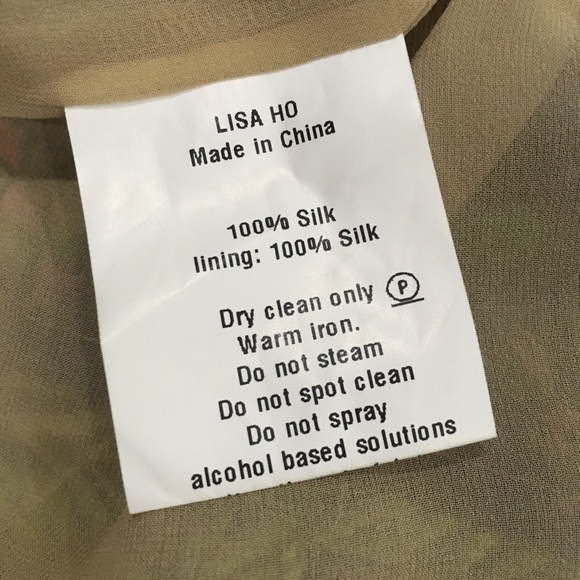 LISA HO
Made in China
100% Silk
lining: 100% Silk
Dry clean only P
Warm iron.
Do not steam
Do not spot clean
Do not spray
alcohol based solutions